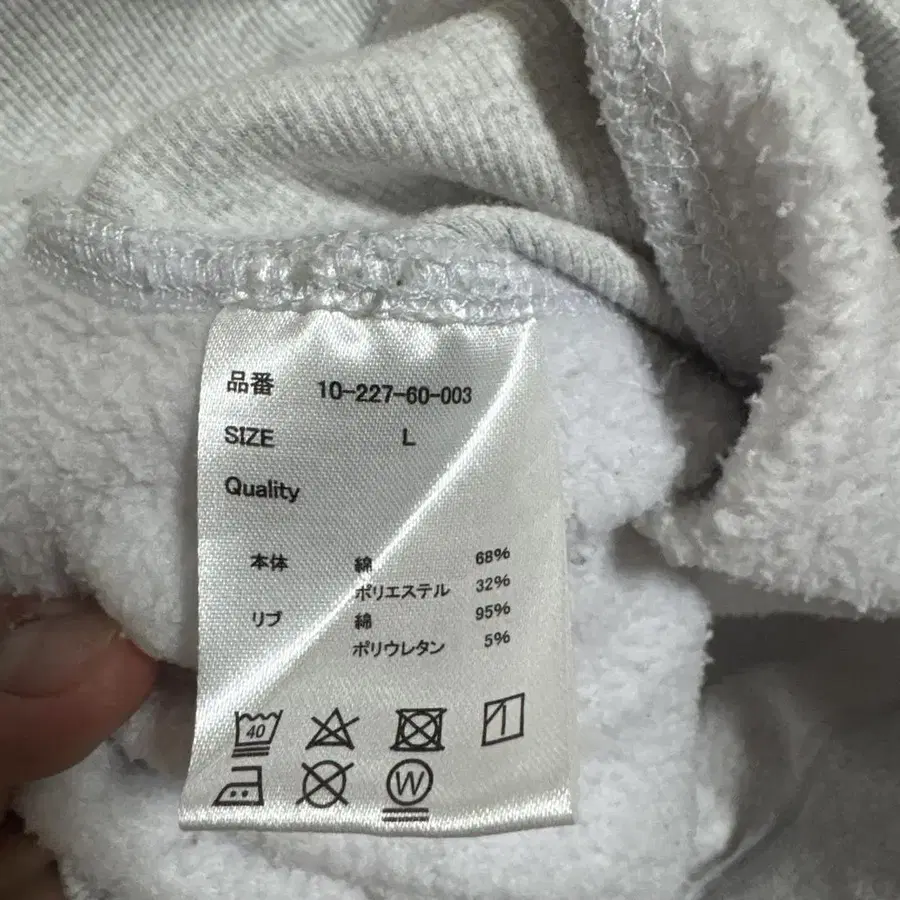 品番 10-227-60-003
SIZE L
Quality
本体 綿 68%
ポリエステル 32%
リブ 綿 95%
ポリウレタン 5%
40
W